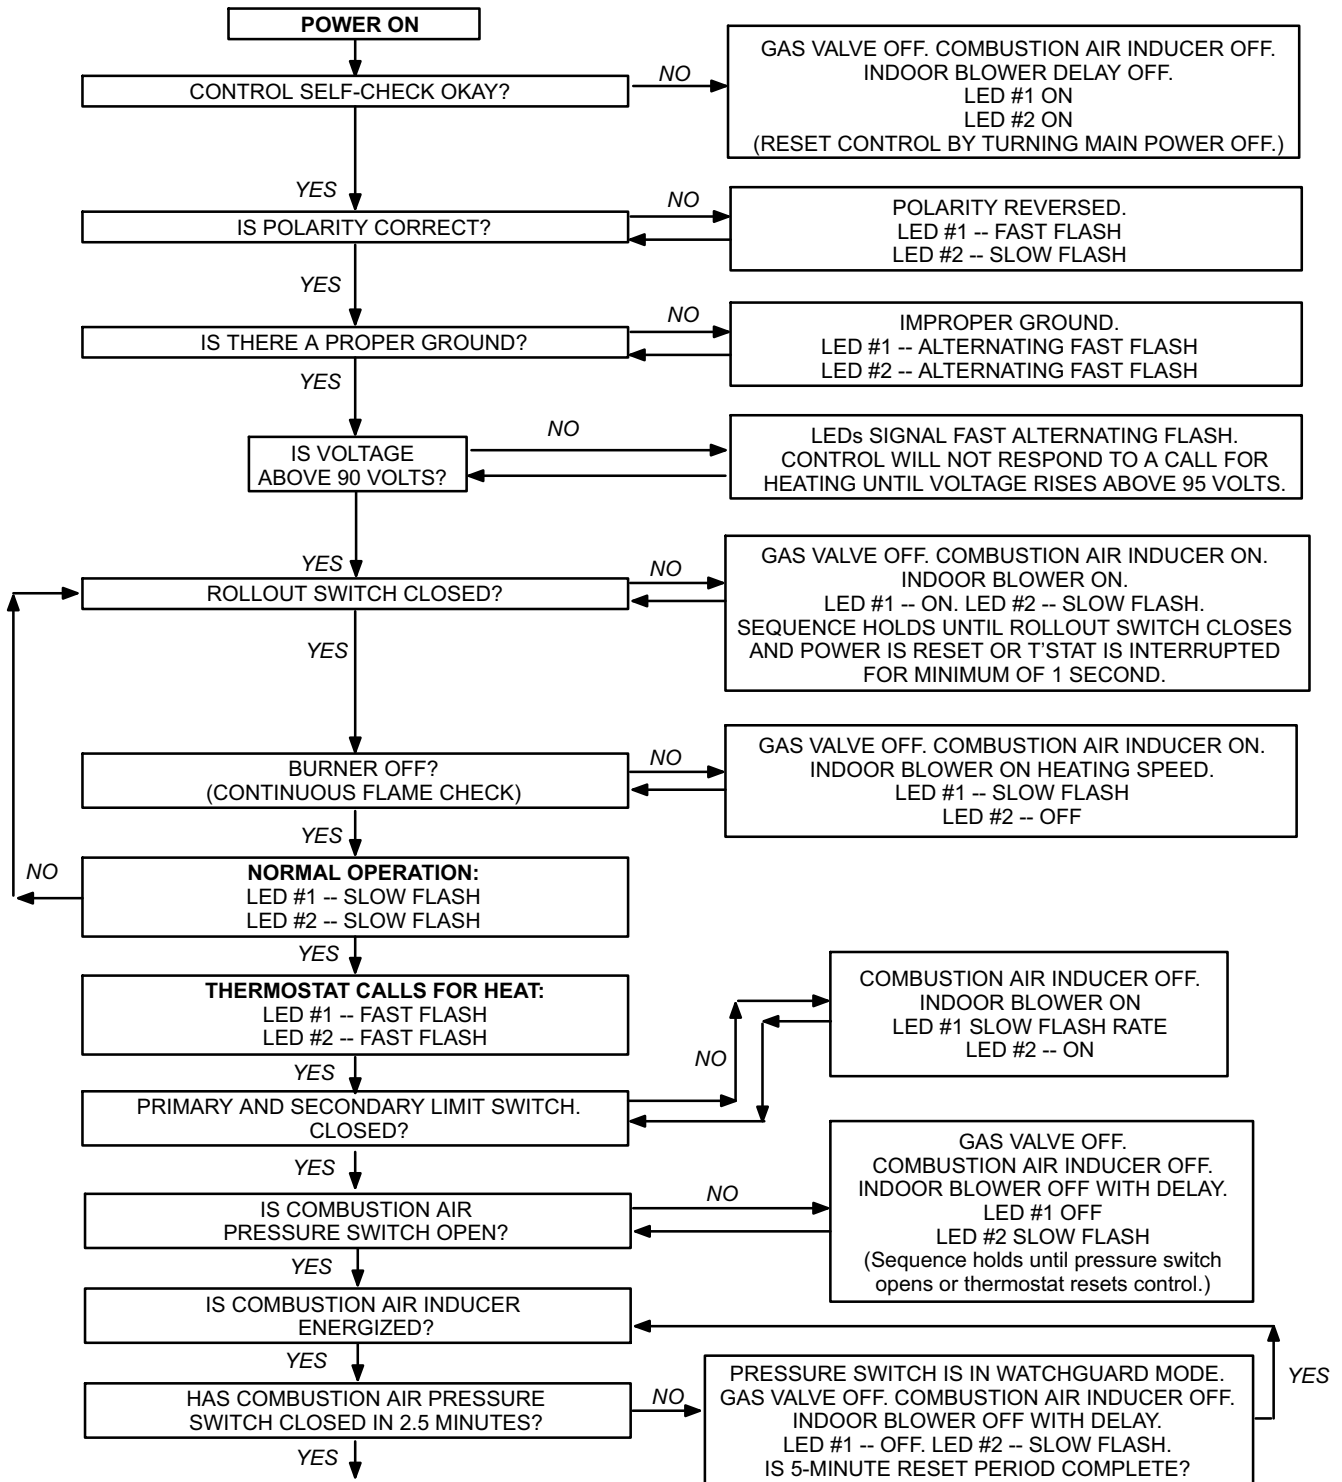 POWER ON
CONTROL SELF-CHECK OKAY?
NO
GAS VALVE OFF. COMBUSTION AIR INDUCER OFF.
INDOOR BLOWER DELAY OFF.
LED #1 ON
LED #2 ON
(RESET CONTROL BY TURNING MAIN POWER OFF.)
YES
IS POLARITY CORRECT?
NO
POLARITY REVERSED.
LED #1 -- FAST FLASH
LED #2 -- SLOW FLASH
YES
IS THERE A PROPER GROUND?
NO
IMPROPER GROUND.
LED #1 -- ALTERNATING FAST FLASH
LED #2 -- ALTERNATING FAST FLASH
YES
IS VOLTAGE
ABOVE 90 VOLTS?
NO
LEDs SIGNAL FAST ALTERNATING FLASH.
CONTROL WILL NOT RESPOND TO A CALL FOR
HEATING UNTIL VOLTAGE RISES ABOVE 95 VOLTS.
YES
ROLLOUT SWITCH CLOSED?
NO
GAS VALVE OFF. COMBUSTION AIR INDUCER ON.
INDOOR BLOWER ON.
LED #1 -- ON. LED #2 -- SLOW FLASH.
SEQUENCE HOLDS UNTIL ROLLOUT SWITCH CLOSES
AND POWER IS RESET OR T'STAT IS INTERRUPTED
FOR MINIMUM OF 1 SECOND.
YES
BURNER OFF?
(CONTINUOUS FLAME CHECK)
NO
GAS VALVE OFF. COMBUSTION AIR INDUCER ON.
INDOOR BLOWER ON HEATING SPEED.
LED #1 -- SLOW FLASH
LED #2 -- OFF
YES
NO
NORMAL OPERATION:
LED #1 -- SLOW FLASH
LED #2 -- SLOW FLASH
YES
THERMOSTAT CALLS FOR HEAT:
LED #1 -- FAST FLASH
LED #2 -- FAST FLASH
NO
COMBUSTION AIR INDUCER OFF.
INDOOR BLOWER ON
LED #1 SLOW FLASH RATE
LED #2 -- ON
YES
PRIMARY AND SECONDARY LIMIT SWITCH.
CLOSED?
YES
IS COMBUSTION AIR
PRESSURE SWITCH OPEN?
NO
GAS VALVE OFF.
COMBUSTION AIR INDUCER OFF.
INDOOR BLOWER OFF WITH DELAY.
LED #1 OFF
LED #2 SLOW FLASH
(Sequence holds until pressure switch
opens or thermostat resets control.)
YES
IS COMBUSTION AIR INDUCER
ENERGIZED?
YES
HAS COMBUSTION AIR PRESSURE
SWITCH CLOSED IN 2.5 MINUTES?
NO
PRESSURE SWITCH IS IN WATCHGUARD MODE.
GAS VALVE OFF. COMBUSTION AIR INDUCER OFF.
INDOOR BLOWER OFF WITH DELAY.
LED #1 -- OFF. LED #2 -- SLOW FLASH.
IS 5-MINUTE RESET PERIOD COMPLETE?
YES
YES